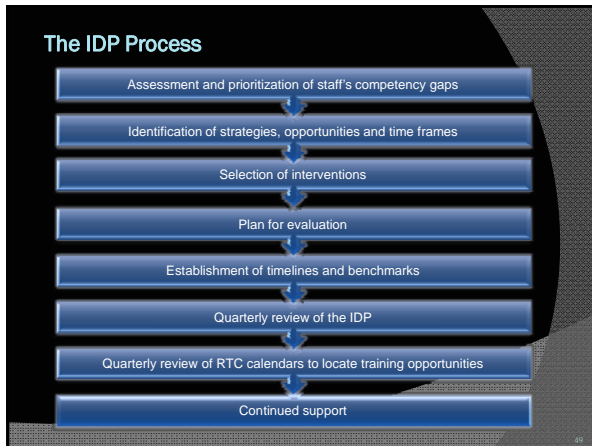 The IDP Process
Assessment and prioritization of staff's competency gaps
Identification of strategies, opportunities and time frames
Selection of interventions
Plan for evaluation
Establishment of timelines and benchmarks
Quarterly review of the IDP
Quarterly review of RTC calendars to locate training opportunities
Continued support
49